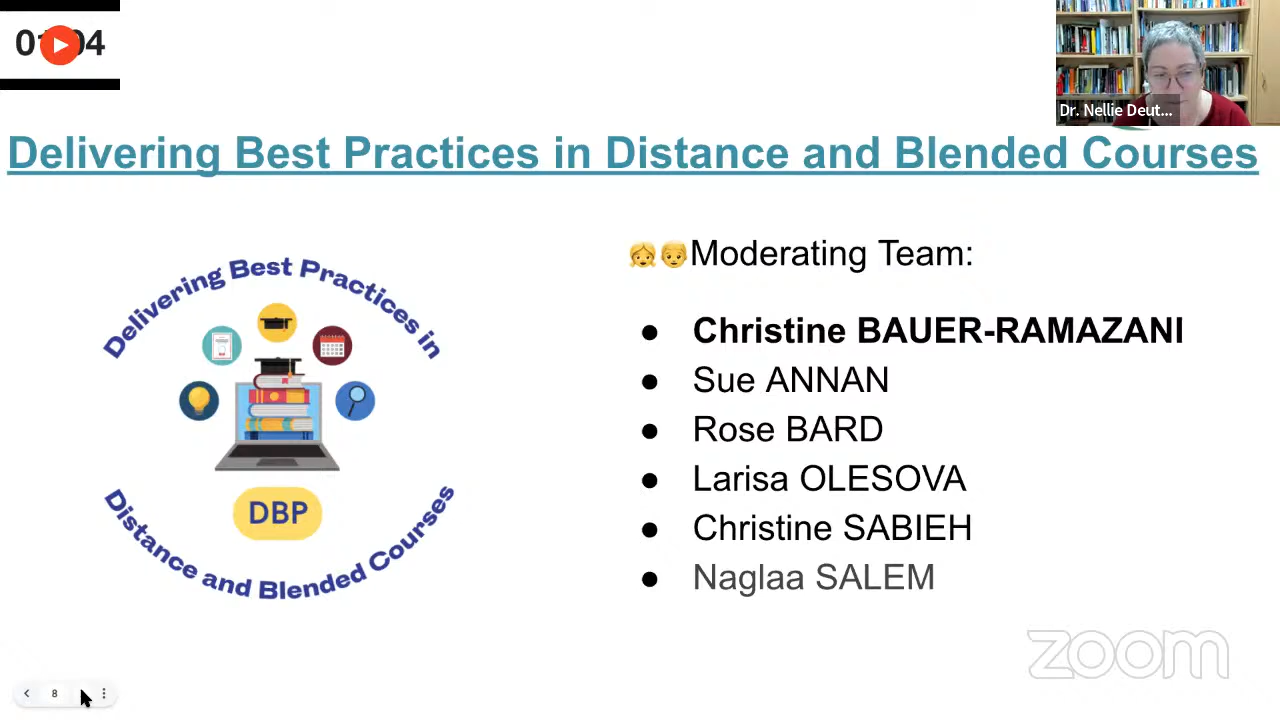 04
Dr. Nellie Deut...
Delivering Best Practices in Distance and Blended Courses
Delivering Best Practices in
DBP
Distance and Blended Courses
Moderating Team:
● Christine BAUER-RAMAZANI
● Sue ANNAN
● Rose BARD
● Larisa OLESOVA
● Christine SABIEH
● Naglaa SALEM
zoom
8